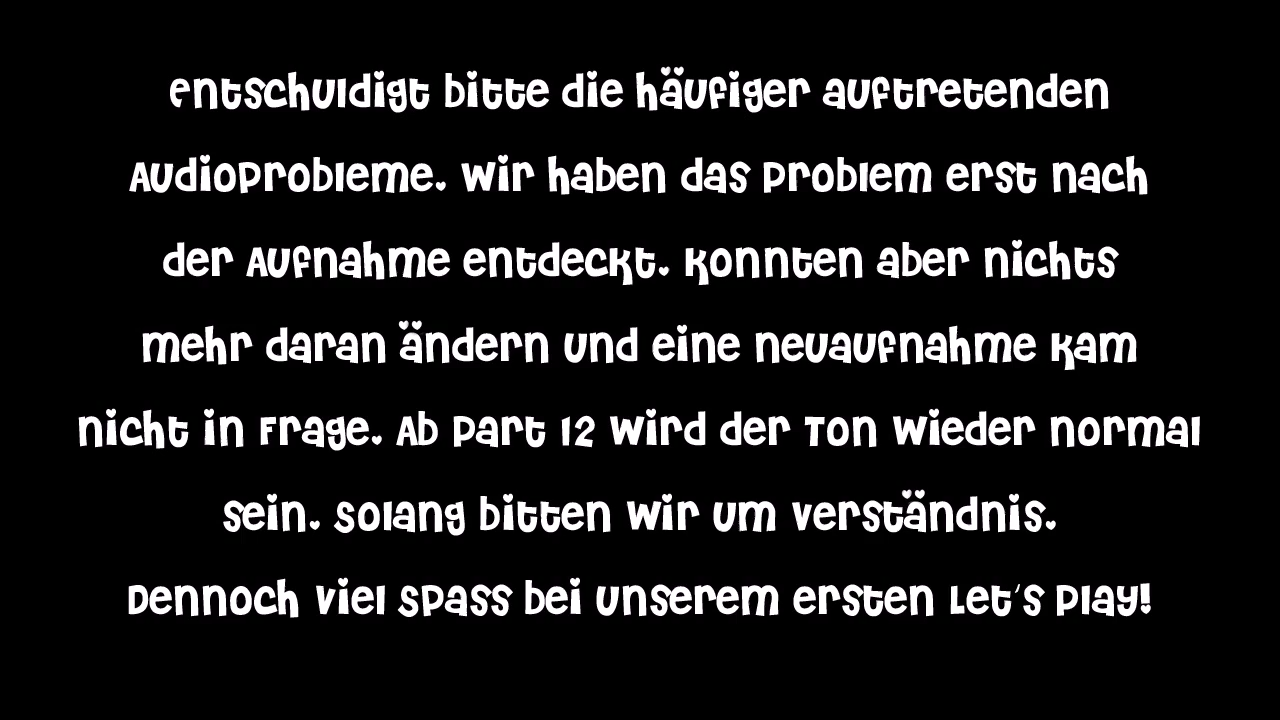 Entschuldigt bitte die häufiger auftretenden
Audioprobleme. Wir haben das Problem erst nach
der Aufnahme entdeckt. Konnten aber nichts
mehr daran ändern und eine Neuaufnahme kam
nicht in Frage. Ab Part 12 wird der Ton wieder normal
sein. Solang bitten wir um Verständnis.
Dennoch viel Spass bei unserem ersten Let's Play!